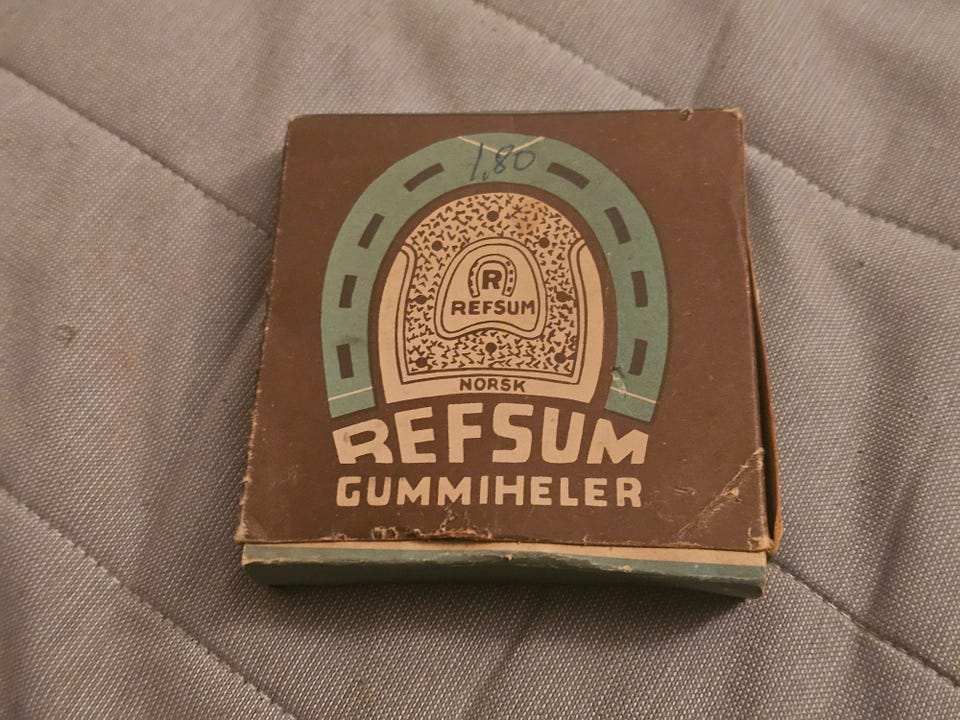 1,80
R
REFSUM
NORSK
REFSUM
GUMMIHELER